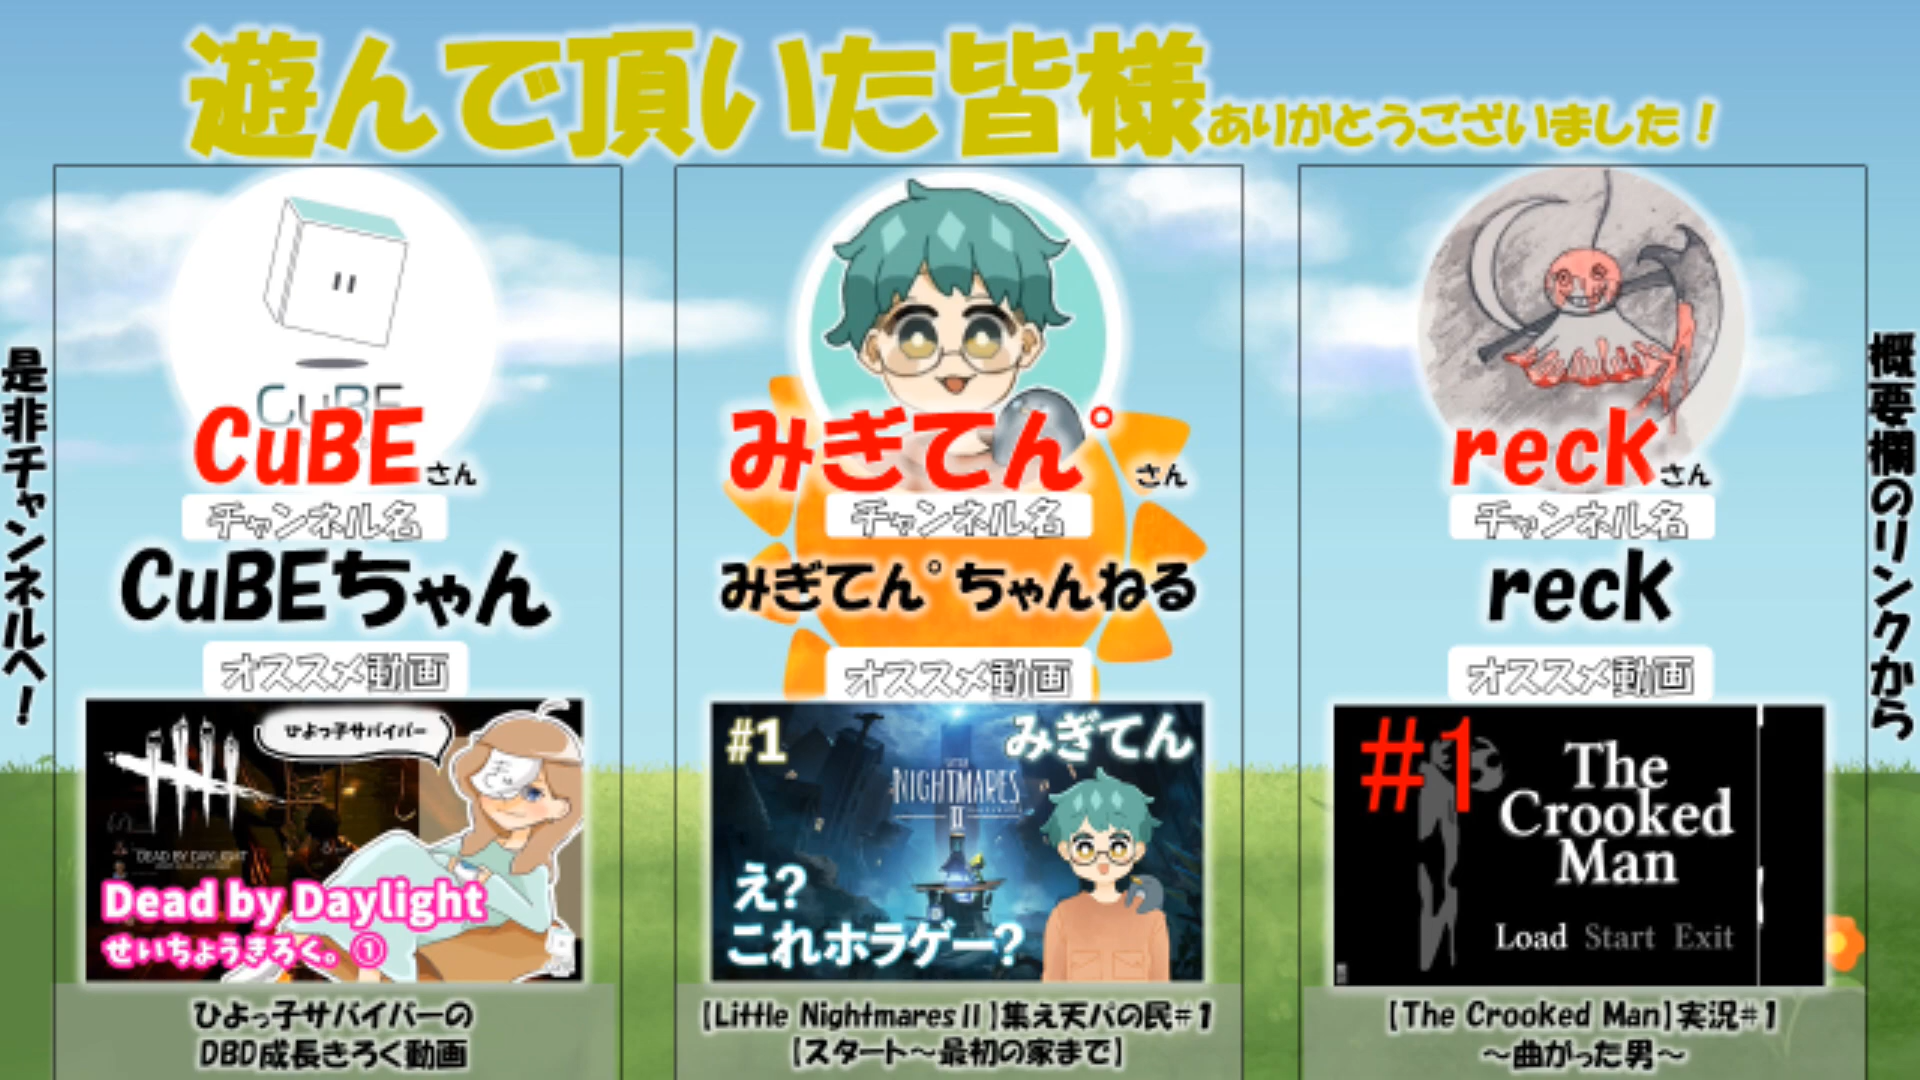 遊んで頂いた皆様ありがとうございました!
是非チャンネルへ!
CuBE
CuBEさん
チャンネル名
CuBEちゃん
オススメ動画
ひよっ子サバイバー
DEAD BY DAYLIGHT
Dead by Daylight
せいちょうきろく。①
ひよっ子サバイバーの
DBD成長きろく動画
みぎてん゜さん
チャンネル名
みぎてん゜ちゃんねる
オススメ動画
#1
みぎてん
LITTLE
NIGHTMARES
II
え?
これホラゲー?
【Little NightmaresⅡ】集え天パの民#1
【スタート~最初の家まで】
reckさん
チャンネル名
reck
オススメ動画
#1
The
Crooked
Man
Load Start Exit
【The Crooked Man】実況#1
~曲がった男~
概要欄のリンクから